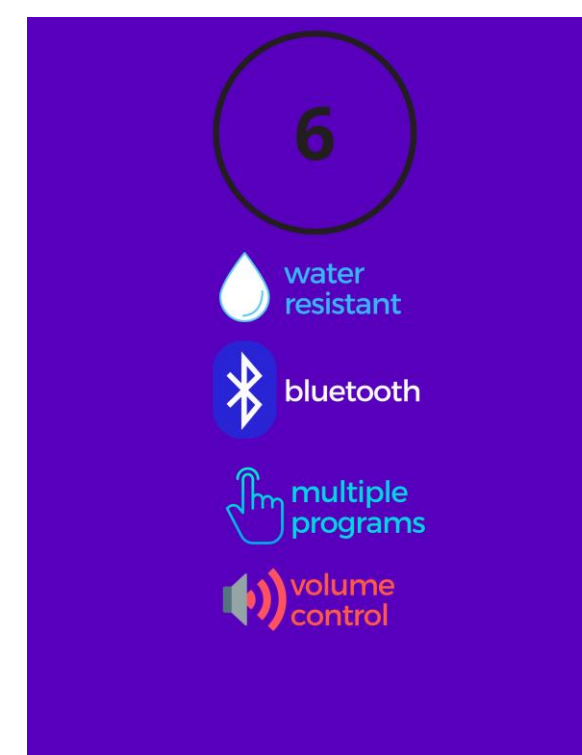 6
water
resistant
bluetooth
multiple
programs
volume
control